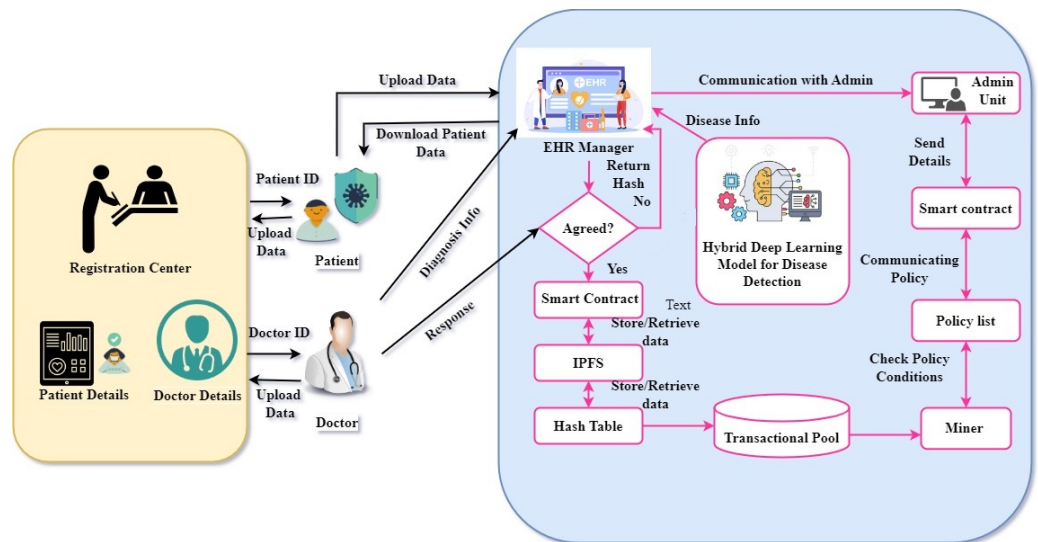 Upload Data
Download Patient
Data
EHR
EHR Manager
Communication with Admin
Admin
Unit
Disease Info
Return
Hash
No
Send
Details
Patient ID
Upload
Data
Registration Center
Patient
Diagnosis Info
Agreed?
Hybrid Deep Learning
Model for Disease
Detection
Smart contract
Yes
Communicating
Policy
Smart Contract
Text
Store/Retrieve
data
Response
Doctor ID
Policy list
IPFS
Check Policy
Conditions
Patient Details
Doctor Details
Upload
Data
Doctor
Store/Retrieve
data
Hash Table
Transactional Pool
Miner